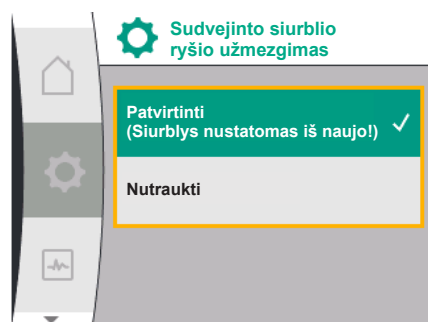 Sudvejinto siurblio
ryšio užmezgimas
Patvirtinti
(Siurblys nustatomas iš naujo!)
Nutraukti